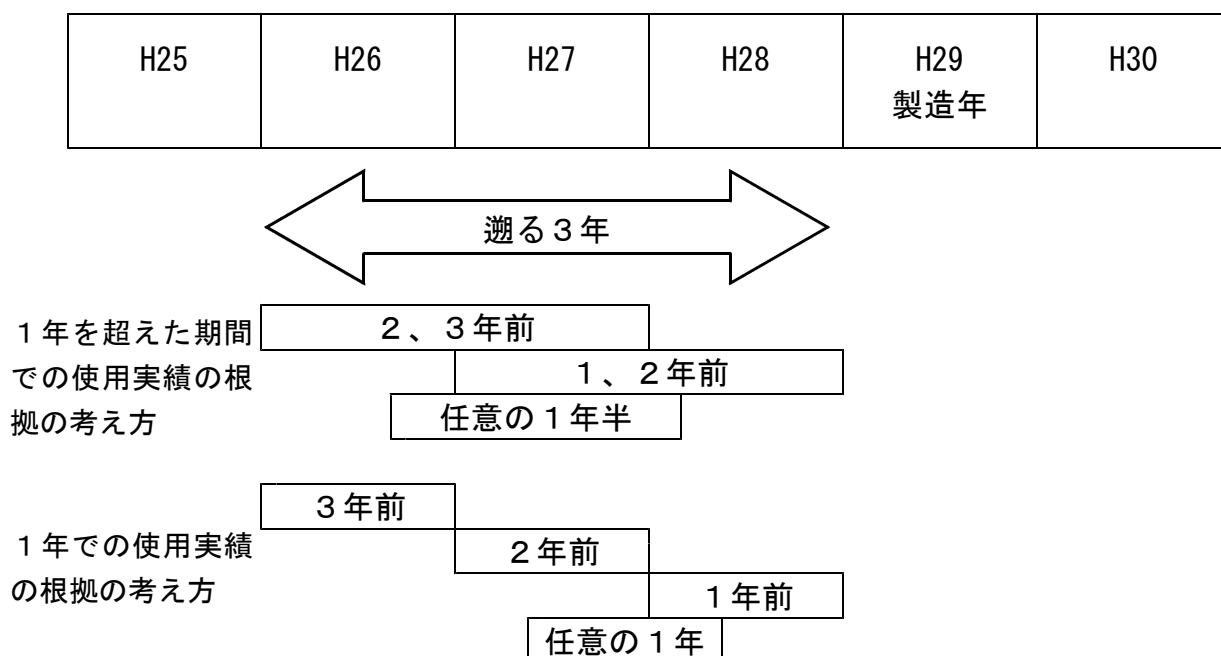 H25 H26 H27 H28 H29 H30
製造年
遡る３年
１年を超えた期間
での使用実績の根
拠の考え方
２、３年前
１、２年前
任意の１年半
１年での使用実績
の根拠の考え方
３年前
２年前
１年前
任意の１年